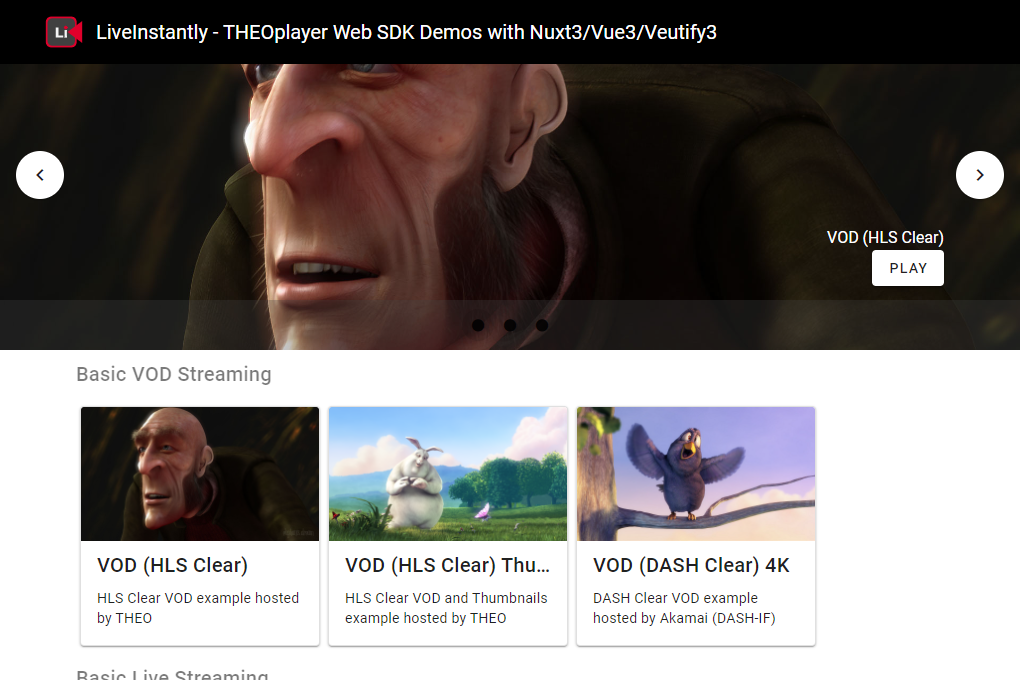 Li
LiveInstantly - THEOplayer Web SDK Demos with Nuxt3/Vue3/Veutify3
VOD (HLS Clear)
PLAY
Basic VOD Streaming
VOD (HLS Clear)
HLS Clear VOD example hosted
by THEO
VOD (HLS Clear) Thu...
HLS Clear VOD and Thumbnails
example hosted by THEO
VOD (DASH Clear) 4K
DASH Clear VOD example
hosted by Akamai (DASH-IF)
Basic Live Streaming